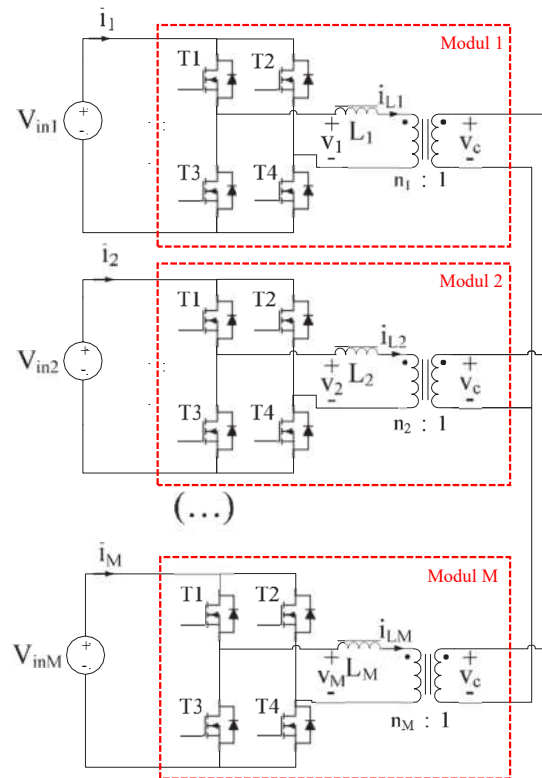 i₁
Modul 1
T1 T2
Vin1
+
-
iL1
+ v₁ -
L₁
+ vc -
T3 T4
n₁ : 1
i₂
Modul 2
T1 T2
Vin2
+
-
iL2
+ v₂ -
L₂
+ vc -
T3 T4
n₂ : 1
(...)
iM
Modul M
T1 T2
VinM
+
-
iLM
+ vM -
LM
+ vc -
T3 T4
nM : 1